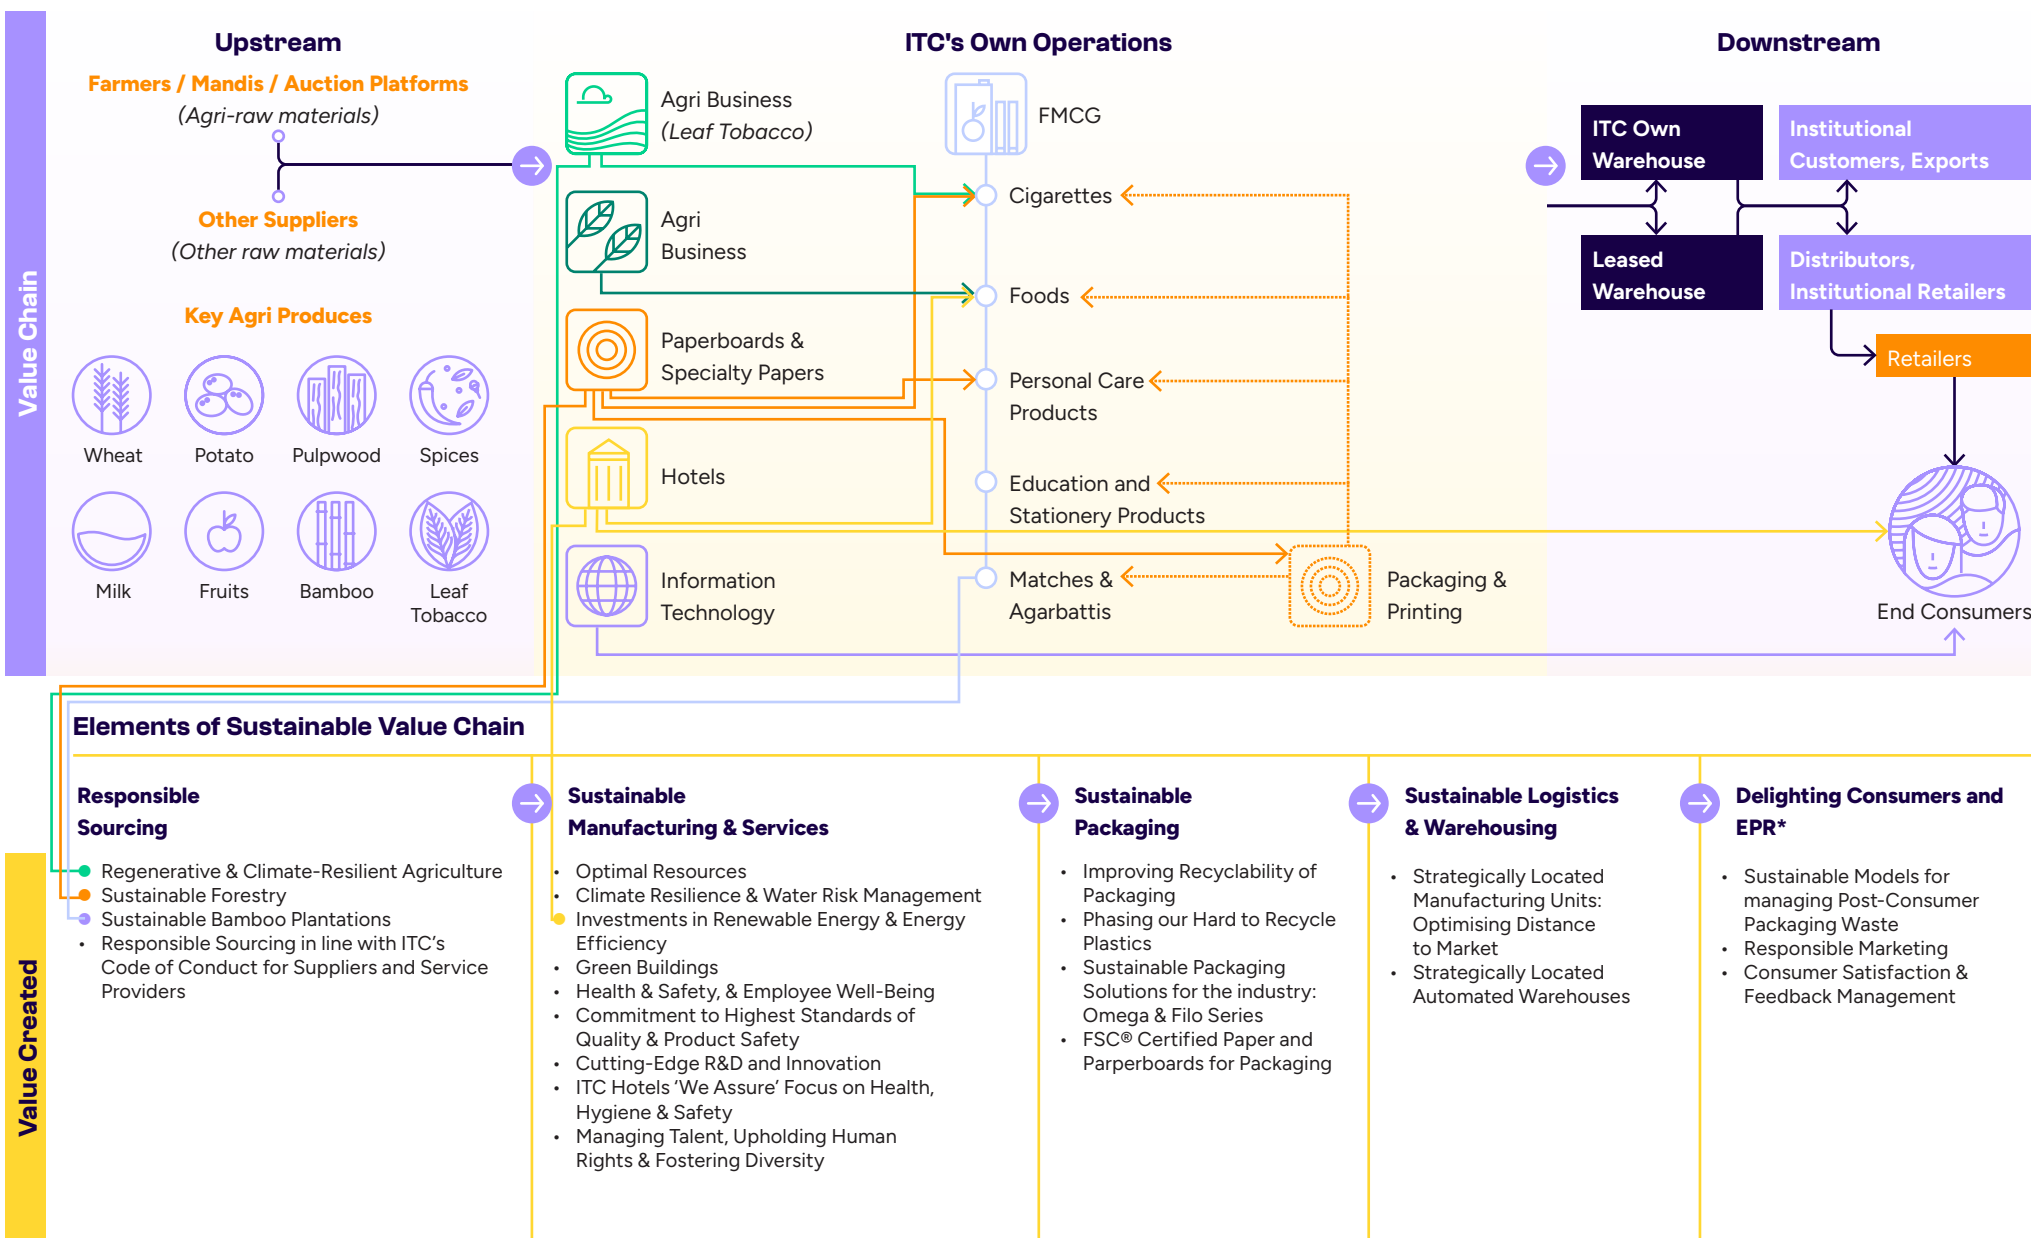 Value Chain
Upstream
Farmers / Mandis / Auction Platforms
(Agri-raw materials)
Other Suppliers
(Other raw materials)
Key Agri Produces
Wheat
Potato
Pulpwood
Spices
Milk
Fruits
Bamboo
Leaf
Tobacco
ITC's Own Operations
Agri Business
(Leaf Tobacco)
Agri
Business
Paperboards &
Specialty Papers
Hotels
Information
Technology
FMCG
Cigarettes
Foods
Personal Care
Products
Education and
Stationery Products
Matches &
Agarbattis
Packaging &
Printing
Downstream
ITC Own
Warehouse
Institutional
Customers, Exports
Leased
Warehouse
Distributors,
Institutional Retailers
Retailers
End Consumers
Elements of Sustainable Value Chain
Value Created
Responsible
Sourcing
Regenerative & Climate-Resilient Agriculture
Sustainable Forestry
Sustainable Bamboo Plantations
• Responsible Sourcing in line with ITC’s
Code of Conduct for Suppliers and Service
Providers
Sustainable
Manufacturing & Services
• Optimal Resources
• Climate Resilience & Water Risk Management
Investments in Renewable Energy & Energy
Efficiency
• Green Buildings
• Health & Safety, & Employee Well-Being
• Commitment to Highest Standards of
Quality & Product Safety
• Cutting-Edge R&D and Innovation
• ITC Hotels ‘We Assure’ Focus on Health,
Hygiene & Safety
• Managing Talent, Upholding Human
Rights & Fostering Diversity
Sustainable
Packaging
• Improving Recyclability of
Packaging
• Phasing our Hard to Recycle
Plastics
• Sustainable Packaging
Solutions for the industry:
Omega & Filo Series
• FSC® Certified Paper and
Parperboards for Packaging
Sustainable Logistics
& Warehousing
• Strategically Located
Manufacturing Units:
Optimising Distance
to Market
• Strategically Located
Automated Warehouses
Delighting Consumers and
EPR*
• Sustainable Models for
managing Post-Consumer
Packaging Waste
• Responsible Marketing
• Consumer Satisfaction &
Feedback Management